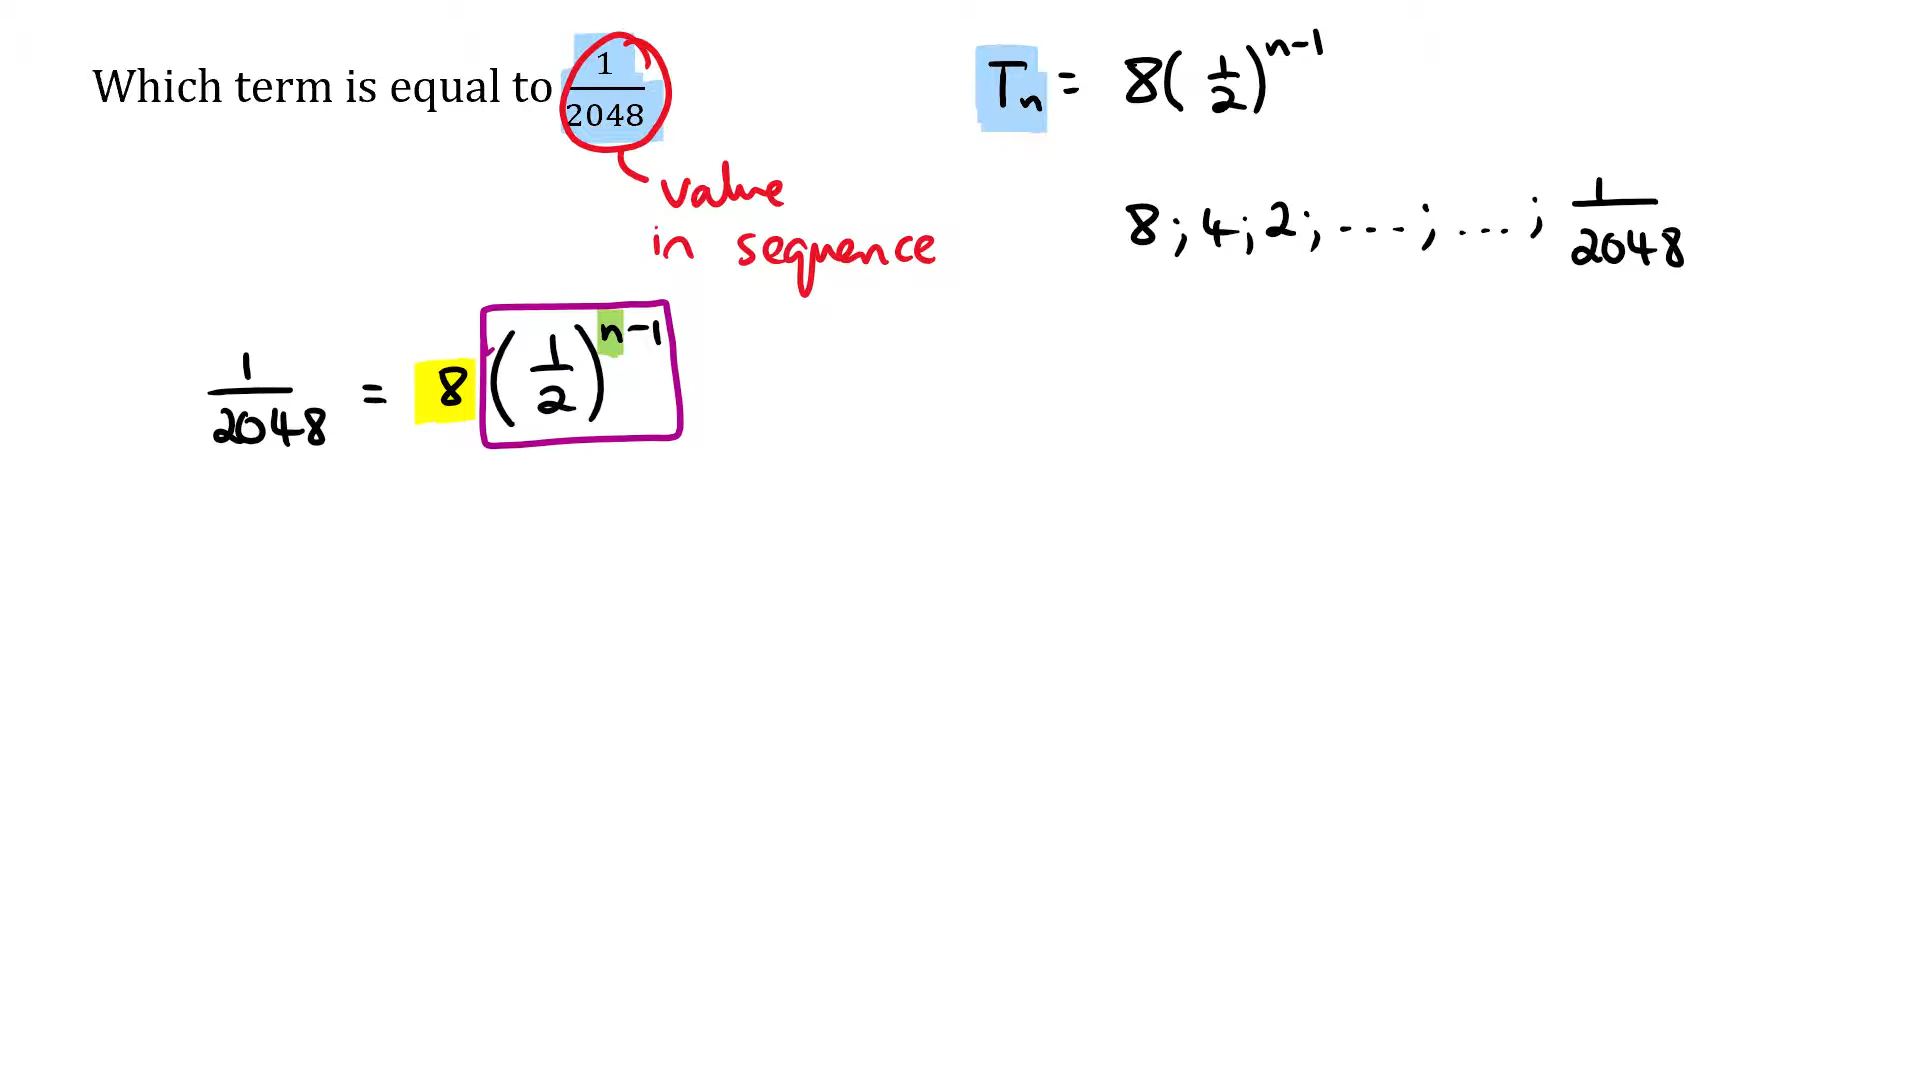 Which term is equal to 1/2048
value
in sequence
Tn = 8(1/2)^n-1
8 ; 4 ; 2 ; .... ; ... ; 1/2048
1/2048 = 8(1/2)^n-1